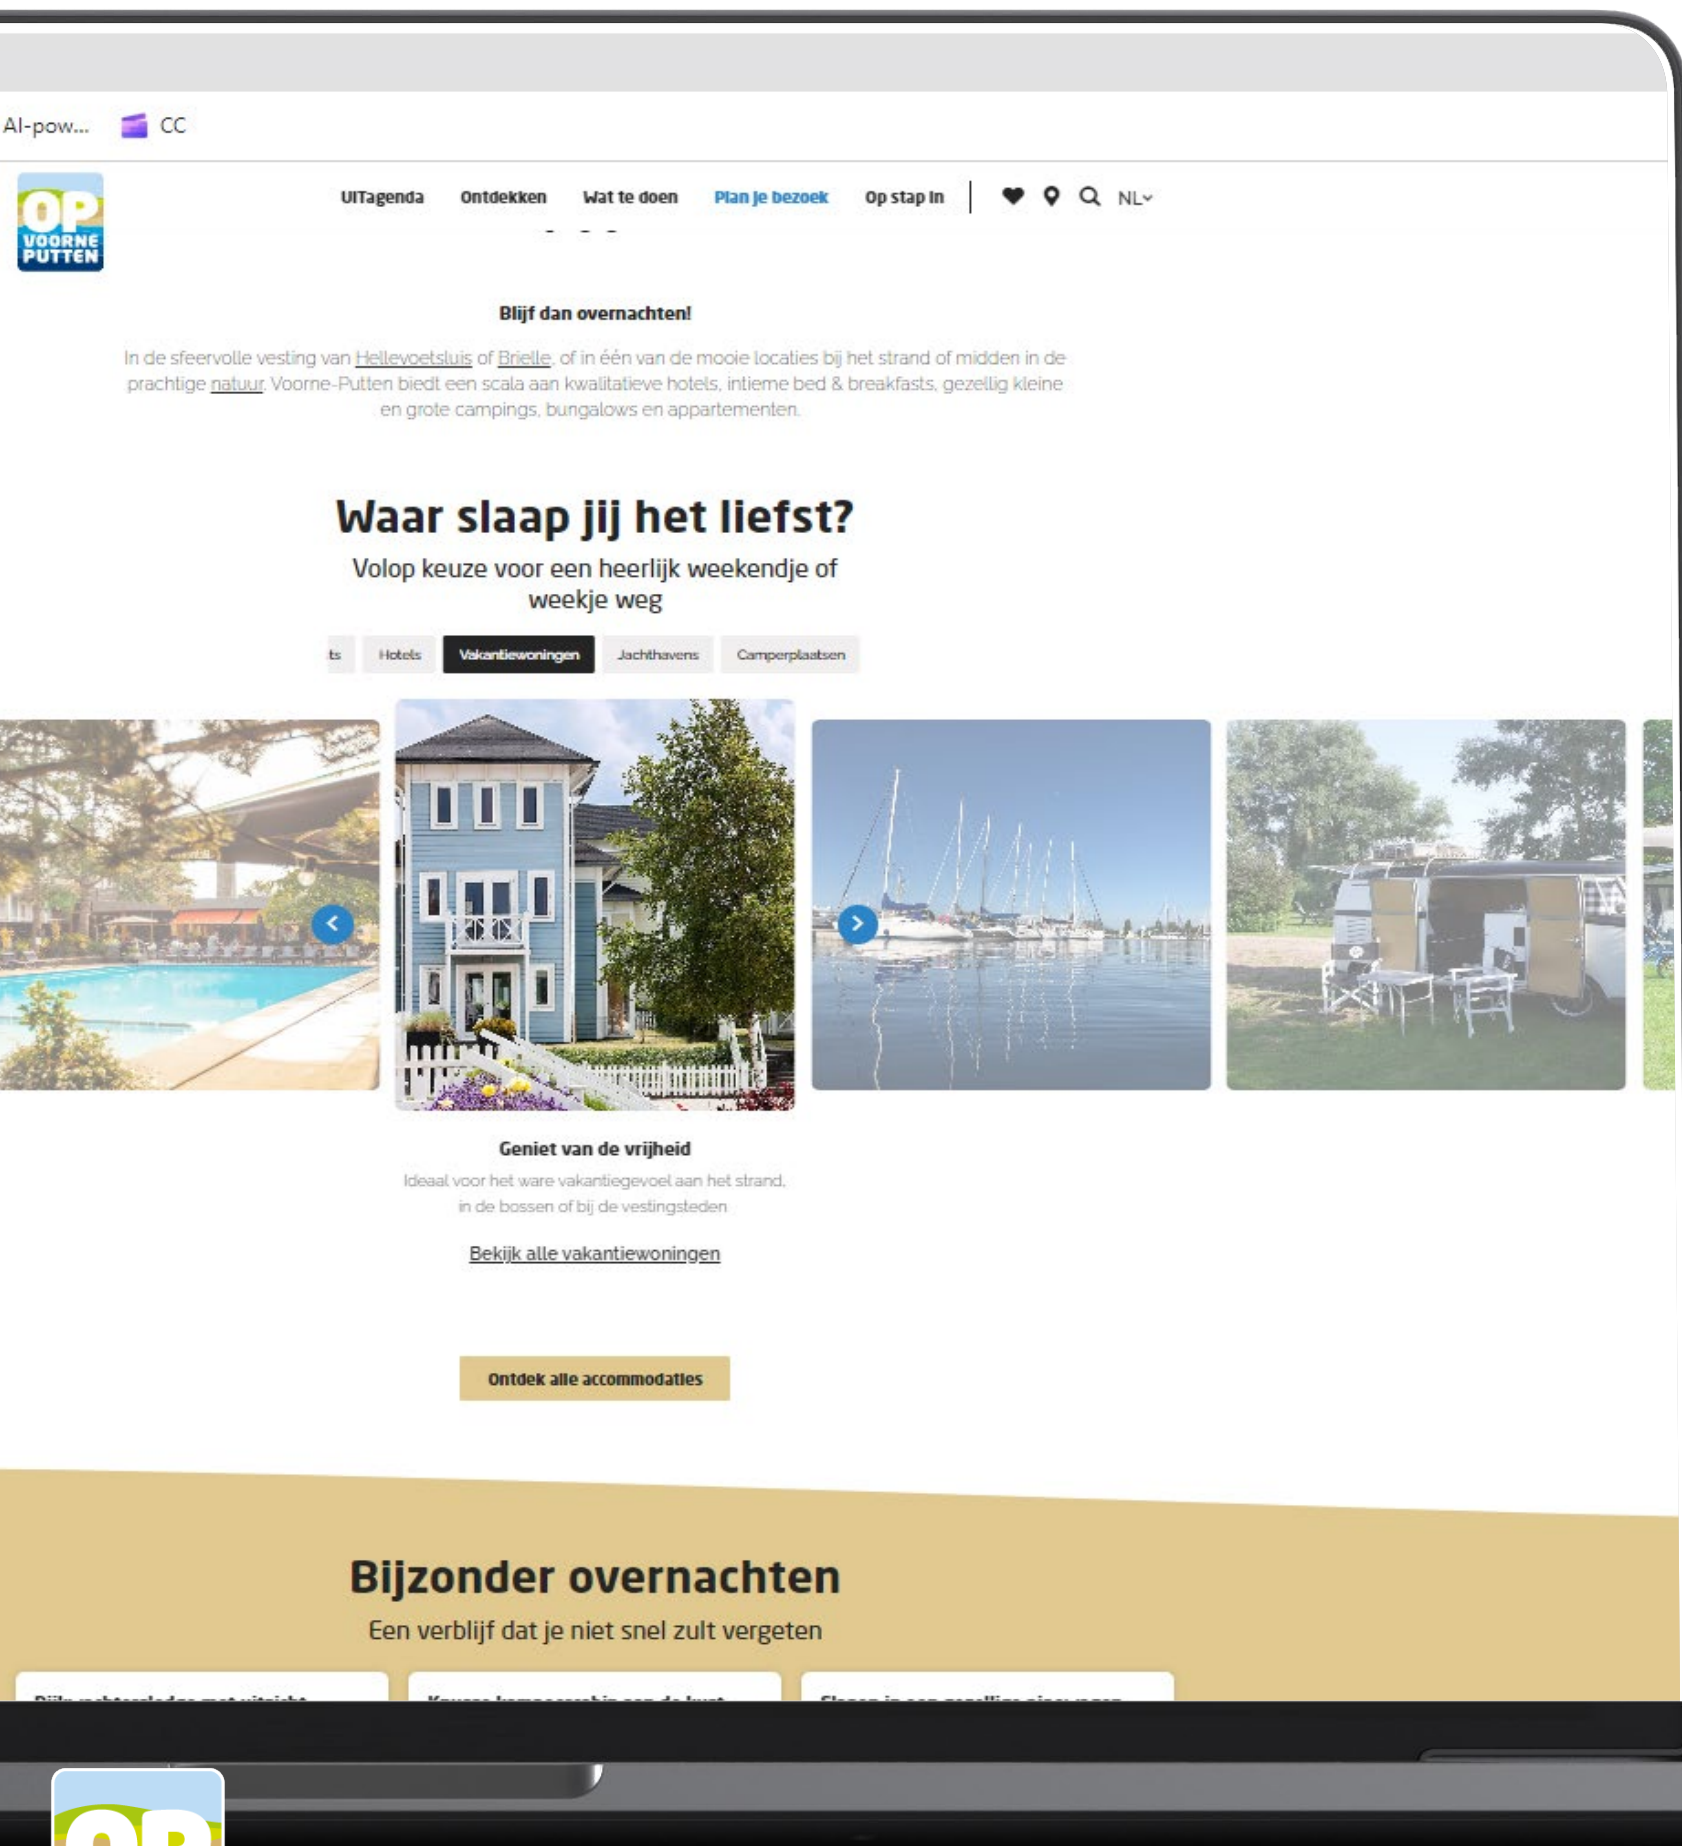 AI-pow...
CC
OP
VOORNE
PUTTEN
UITagenda
Ontdekken
Wat te doen
Plan je bezoek
Op stap in
NL
Blijf dan overnachten!
In de sfeervolle vesting van Hellevoetsluis of Brielle, of in één van de mooie locaties bij het strand of midden in de
prachtige natuur. Voorne-Putten biedt een scala aan kwalitatieve hotels, intieme bed & breakfasts, gezellig kleine
en grote campings, bungalows en appartementen.
Waar slaap jij het liefst?
Volop keuze voor een heerlijk weekendje of
weekje weg
ts
Hotels
Vakantiewoningen
Jachthavens
Camperplaatsen
Geniet van de vrijheid
Ideaal voor het ware vakantiegevoel aan het strand,
in de bossen of bij de vestingsteden
Bekijk alle vakantiewoningen
Ontdek alle accommodaties
Bijzonder overnachten
Een verblijf dat je niet snel zult vergeten
OP